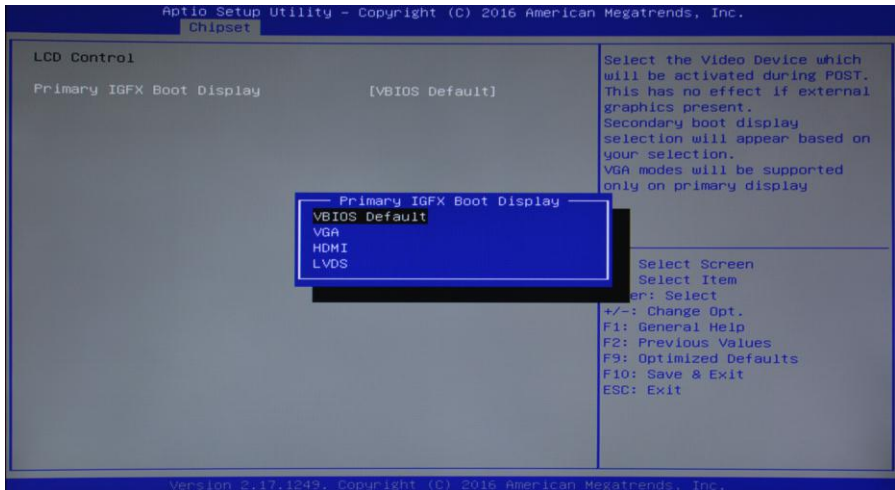 Aptio Setup Utility – Copyright (C) 2016 American Megatrends, Inc.
Chipset
LCD Control
Primary IGFX Boot Display [VBIOS Default]
Select the Video Device which
will be activated during POST.
This has no effect if external
graphics present.
Secondary boot display
selection will appear based on
your selection.
VGA modes will be supported
only on primary display
Primary IGFX Boot Display
VBIOS Default
VGA
HDMI
LVDS
Select Screen
Select Item
er: Select
+/-: Change Opt.
F1: General Help
F2: Previous Values
F9: Optimized Defaults
F10: Save & Exit
ESC: Exit
Version 2.17.1249. Copyright (C) 2016 American Megatrends, Inc.